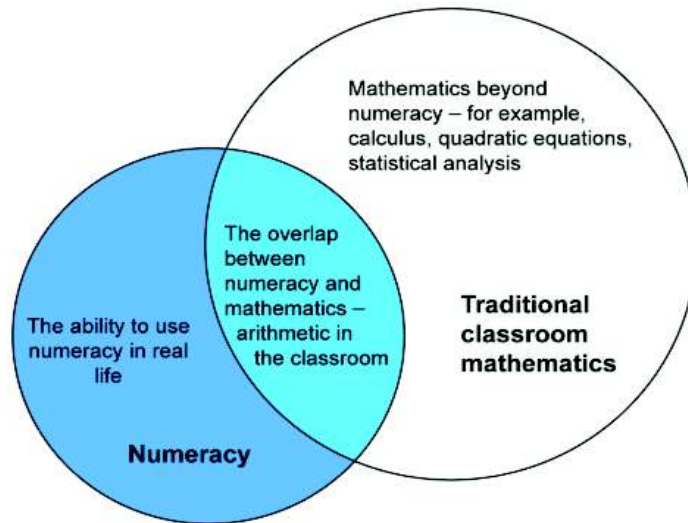 Mathematics beyond
numeracy – for example,
calculus, quadratic equations,
statistical analysis
The overlap
between
numeracy and
mathematics –
arithmetic in
the classroom
The ability to use
numeracy in real
life
Traditional
classroom
mathematics
Numeracy